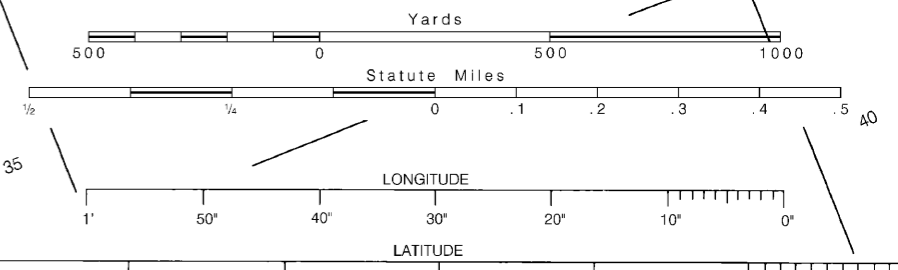 Yards
500 0 500 1000
Statute Miles
½ ¼ 0 .1 .2 .3 .4 .5
40
35
LONGITUDE
1' 50" 40" 30" 20" 10" 0"
LATITUDE